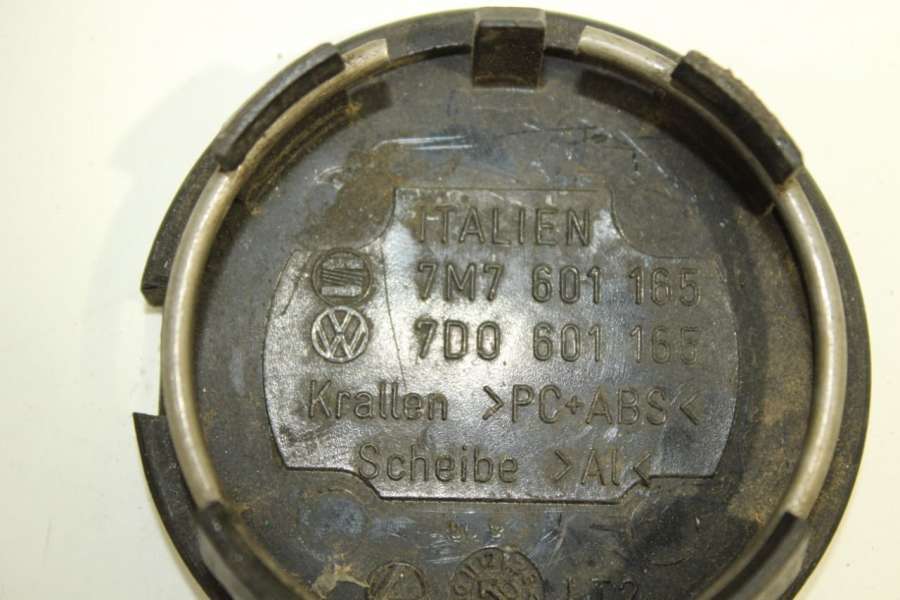 ITALIEN
7M7 601 165
7D0 601 165
Krallen >PC+ABS<
Scheibe >Al<